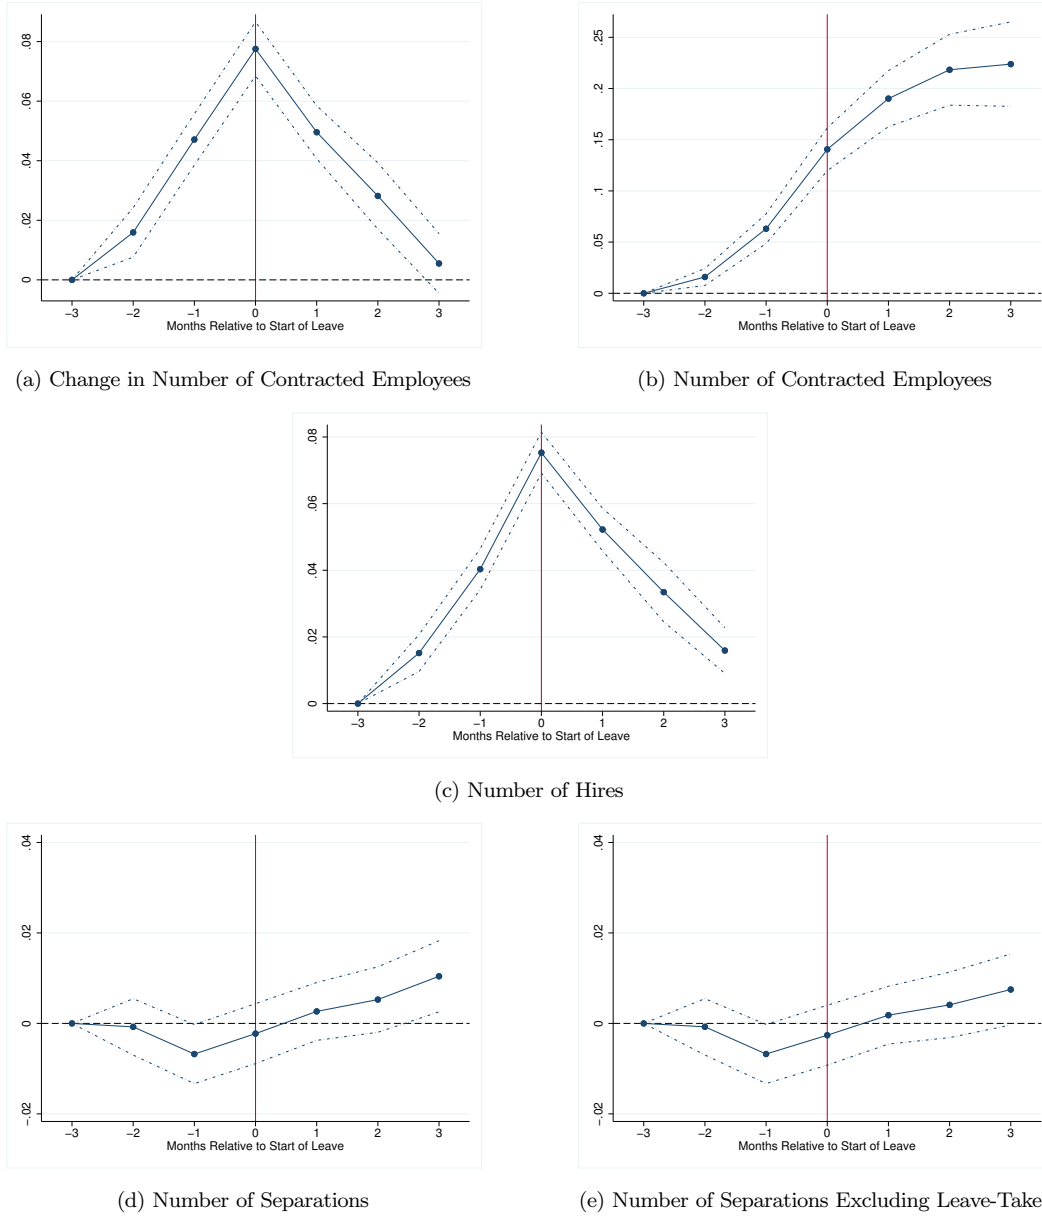 .08
.06
.04
.02
0
−3 −2 −1 0 1 2 3
Months Relative to Start of Leave
(a) Change in Number of Contracted Employees
.25
.2
.15
.1
.05
0
−3 −2 −1 0 1 2 3
Months Relative to Start of Leave
(b) Number of Contracted Employees
.08
.06
.04
.02
0
−3 −2 −1 0 1 2 3
Months Relative to Start of Leave
(c) Number of Hires
.04
.02
0
−.02
−3 −2 −1 0 1 2 3
Months Relative to Start of Leave
(d) Number of Separations
.04
.02
0
−.02
−3 −2 −1 0 1 2 3
Months Relative to Start of Leave
(e) Number of Separations Excluding Leave-Take